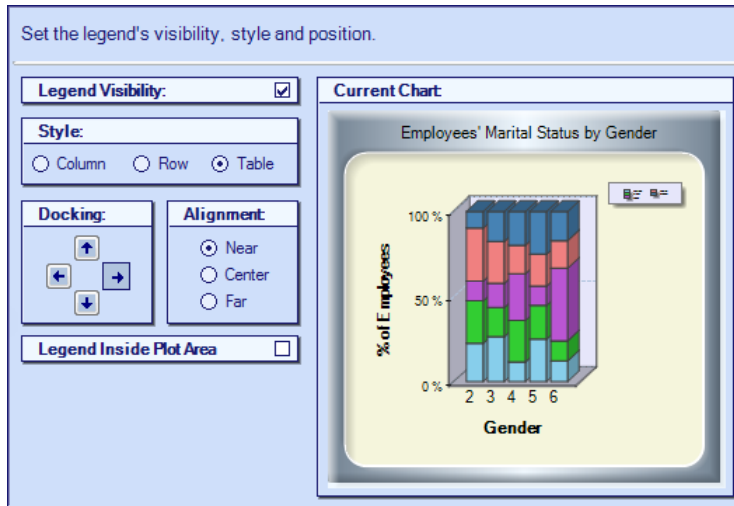 Set the legend's visibility, style and position.
Legend Visibility:
Style:
Column
Row
Table
Docking:
Alignment:
Near
Center
Far
Legend Inside Plot Area
Current Chart:
Employees' Marital Status by Gender
100 %
50 %
0 %
% of Employees
2 3 4 5 6
Gender